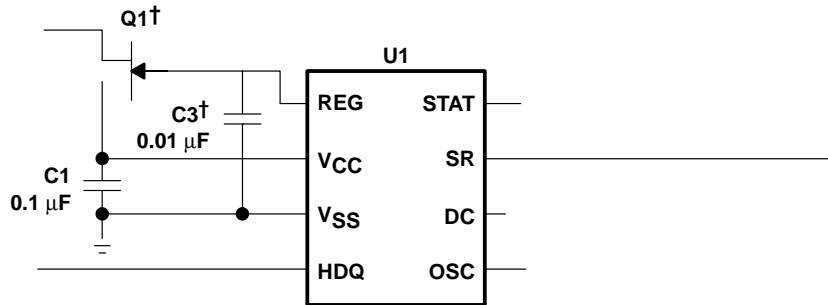 Q1†
U1
REG
STAT
C3†
0.01 μF
VCC
SR
C1
0.1 μF
VSS
DC
HDQ
OSC